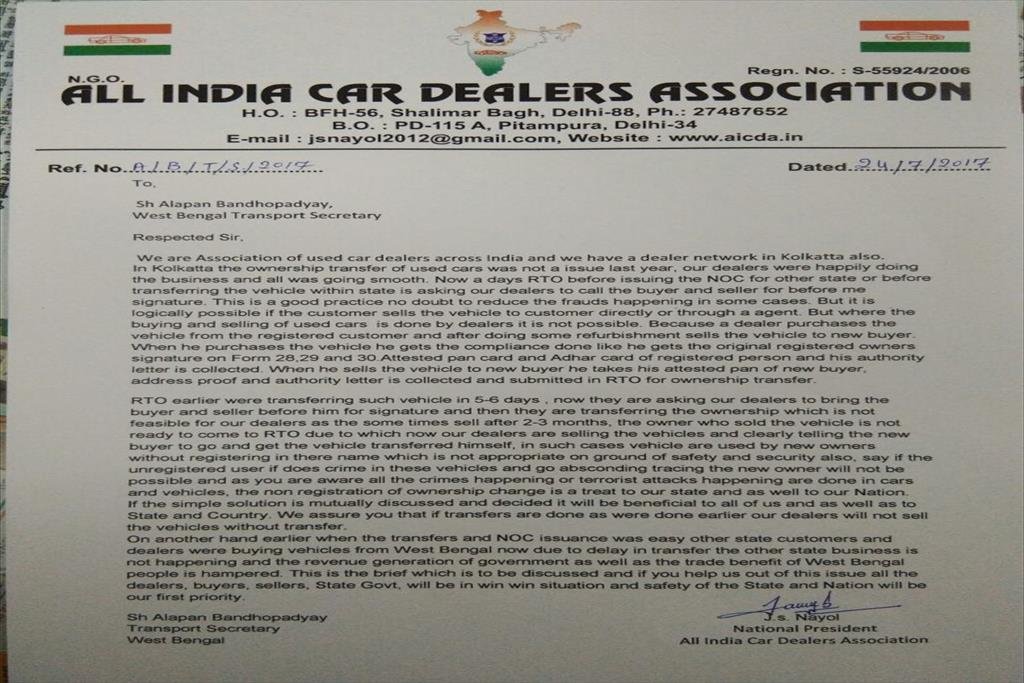 N.G.O.
Regn. No. : S-55924/2006
ALL INDIA CAR DEALERS ASSOCIATION
H.O. : BFH-56, Shalimar Bagh, Delhi-88, Ph.: 27487652
B.O. : PD-115 A, Pitampura, Delhi-34
E-mail : jsnayol2012@gmail.com, Website : www.aicda.in
Ref. No. A/B/T/S/2017
Dated. 24/7/2017
To,
Sh Alapan Bandhopadyay,
West Bengal Transport Secretary
Respected Sir,
We are Association of used car dealers across India and we have a dealer network in Kolkatta also.
In Kolkatta the ownership transfer of used cars was not a issue last year, our dealers were happily doing
the business and all was going smooth. Now a days RTO before issuing the NOC for other state or before
transferring the vehicle within state is asking our dealers to call the buyer and seller for before me
signature. This is a good practice no doubt to reduce the frauds happening in some cases. But it is
logically possible if the customer sells the vehicle to customer directly or through a agent. But where the
buying and selling of used cars is done by dealers it is not possible. Because a dealer purchases the
vehicle from the registered customer and after doing some refurbishment sells the vehicle to new buyer.
When he purchases the vehicle he gets the compliance done like he gets the original registered owners
signature on Form 28,29 and 30.Attested pan card and Adhar card of registered person and his authority
letter is collected. When he sells the vehicle to new buyer he takes his attested pan of new buyer,
address proof and authority letter is collected and submitted in RTO for ownership transfer.
RTO earlier were transferring such vehicle in 5-6 days , now they are asking our dealers to bring the
buyer and seller before him for signature and then they are transferring the ownership which is not
feasible for our dealers as the some times sell after 2-3 months, the owner who sold the vehicle is not
ready to come to RTO due to which now our dealers are selling the vehicles and clearly telling the new
buyer to go and get the vehicle transferred himself, in such cases vehicle are used by new owners
without registering in there name which is not appropriate on ground of safety and security also, say if the
unregistered user if does crime in these vehicles and go absconding tracing the new owner will not be
possible and as you are aware all the crimes happening or terrorist attacks happening are done in cars
and vehicles, the non registration of ownership change is a treat to our state and as well to our Nation.
If the simple solution is mutually discussed and decided it will be beneficial to all of us and as well as to
State and Country. We assure you that if transfers are done as were done earlier our dealers will not sell
the vehicles without transfer.
On another hand earlier when the transfers and NOC issuance was easy other state customers and
dealers were buying vehicles from West Bengal now due to delay in transfer the other state business is
not happening and the revenue generation of government as well as the trade benefit of West Bengal
people is hampered. This is the brief which is to be discussed and if you help us out of this issue all the
dealers, buyers, sellers, State Govt, will be in win win situation and safety of the State and Nation will be
our first priority.
Sh Alapan Bandhopadyay
Transport Secretary
West Bengal
J.s. Nayol
National President
All India Car Dealers Association